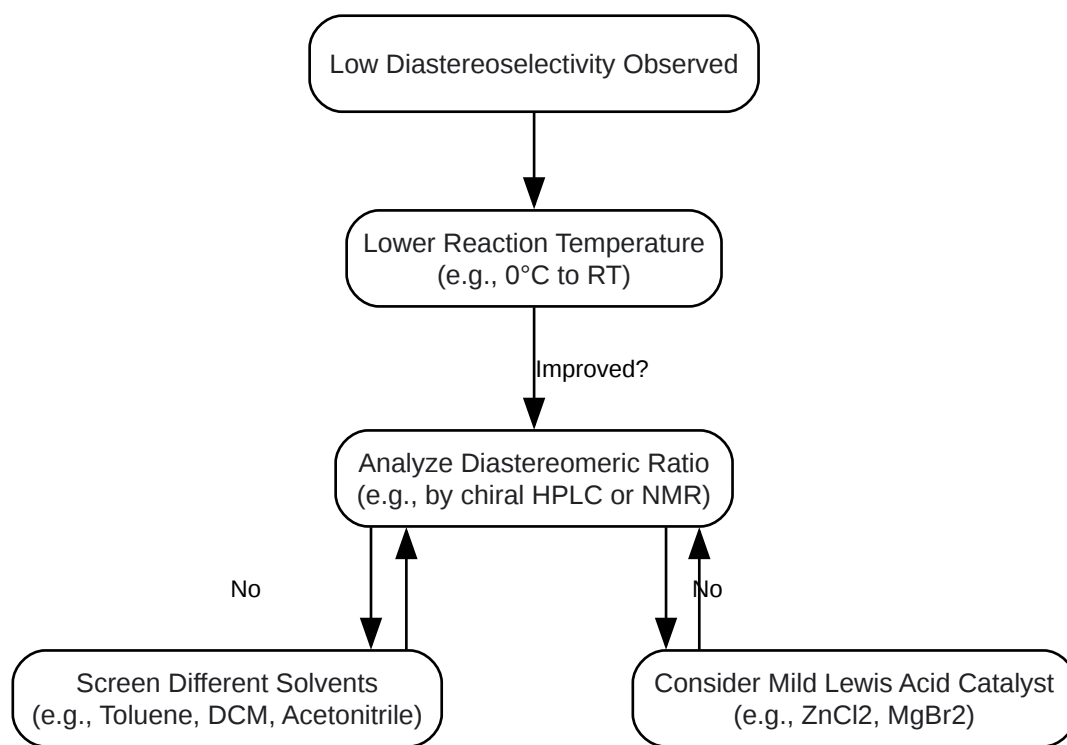 Low Diastereoselectivity Observed
Lower Reaction Temperature
(e.g., 0°C to RT)
Improved?
Analyze Diastereomeric Ratio
(e.g., by chiral HPLC or NMR)
No
No
Screen Different Solvents
(e.g., Toluene, DCM, Acetonitrile)
Consider Mild Lewis Acid Catalyst
(e.g., ZnCl2, MgBr2)